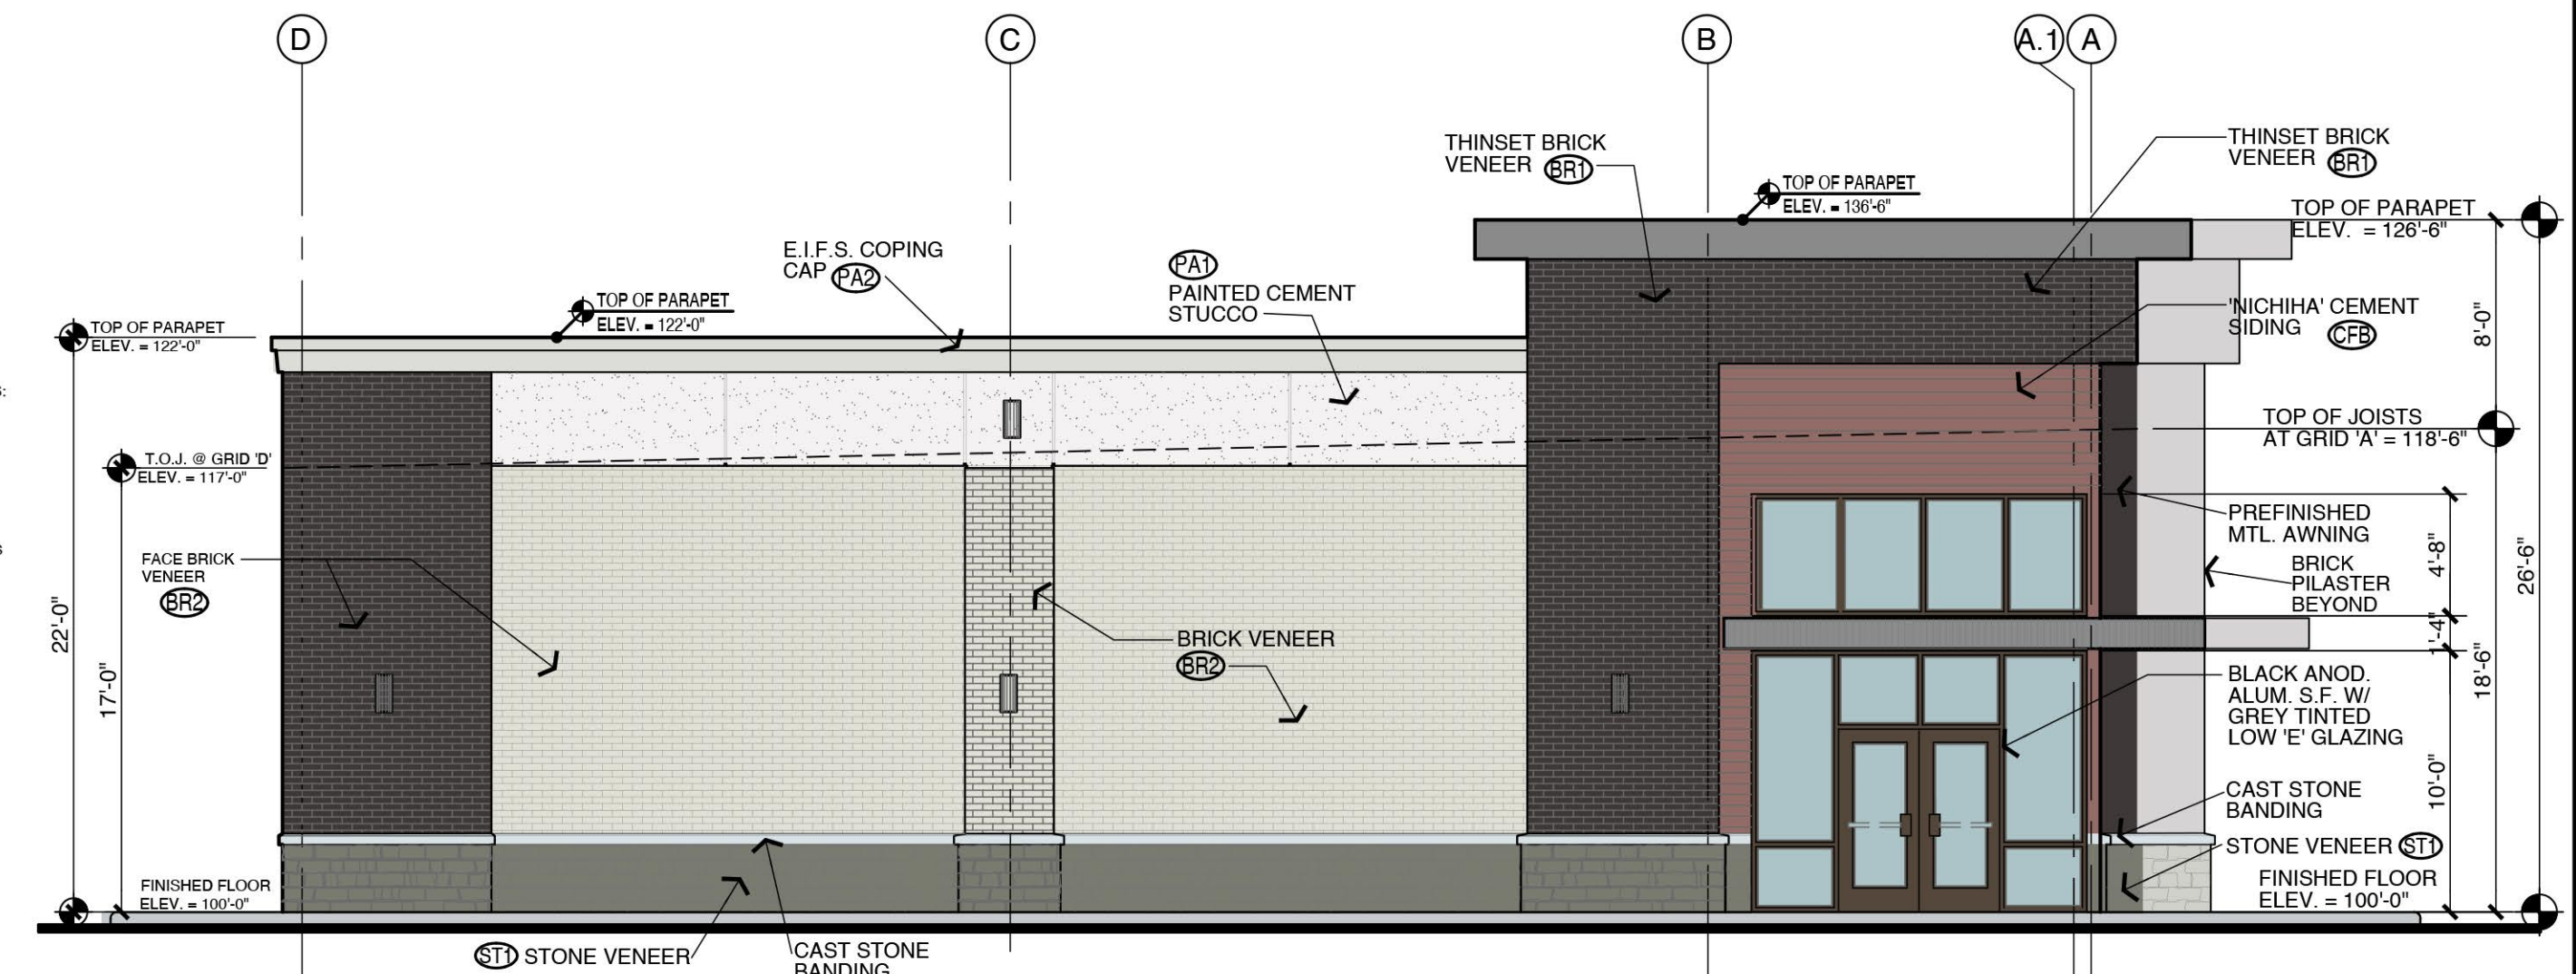 D
C
B
A.1
A
THINSET BRICK
VENEER BR1
THINSET BRICK
VENEER BR1
TOP OF PARAPET
ELEV. = 136'-6"
TOP OF PARAPET
ELEV. = 126'-6"
E.I.F.S. COPING
CAP PA2
PA1
PAINTED CEMENT
STUCCO
TOP OF PARAPET
ELEV. = 122'-0"
TOP OF PARAPET
ELEV. = 122'-0"
'NICHIHA' CEMENT
SIDING CFB
8'-0"
TOP OF JOISTS
AT GRID 'A' = 118'-6"
T.O.J. @ GRID 'D'
ELEV. = 117'-0"
PREFINISHED
MTL. AWNING
4'-8"
FACE BRICK
VENEER
BR2
BRICK
PILASTER
BEYOND
26'-6"
22'-0"
17'-0"
BRICK VENEER
BR2
1'-4"
18'-6"
BLACK ANOD.
ALUM. S.F. W/
GREY TINTED
LOW 'E' GLAZING
10'-0"
CAST STONE
BANDING
STONE VENEER ST1
FINISHED FLOOR
ELEV. = 100'-0"
FINISHED FLOOR
ELEV. = 100'-0"
ST1 STONE VENEER
CAST STONE
BANDING